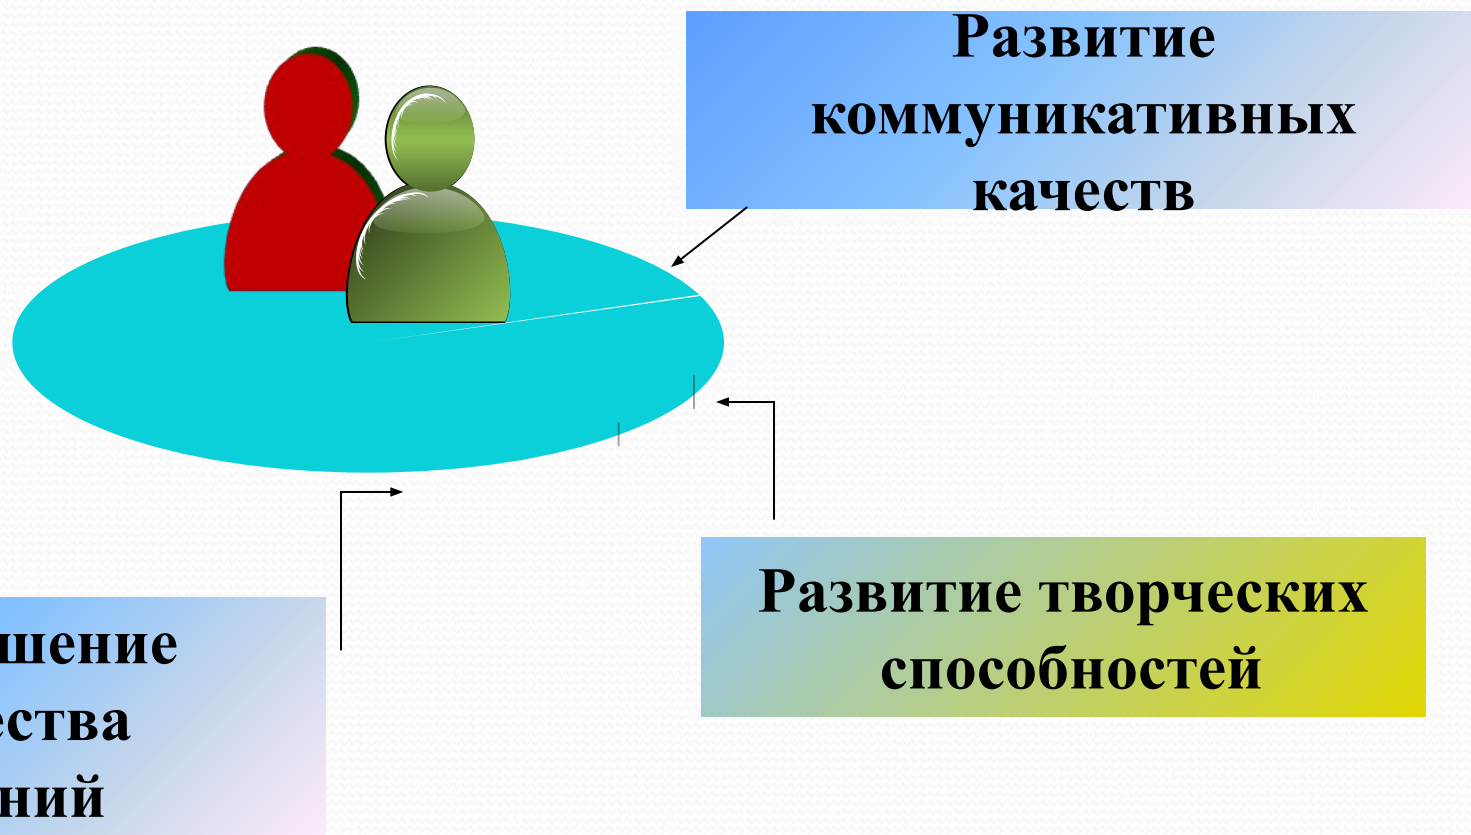 Развитие
коммуникативных
качеств
Развитие творческих
способностей
шение
ества
ний